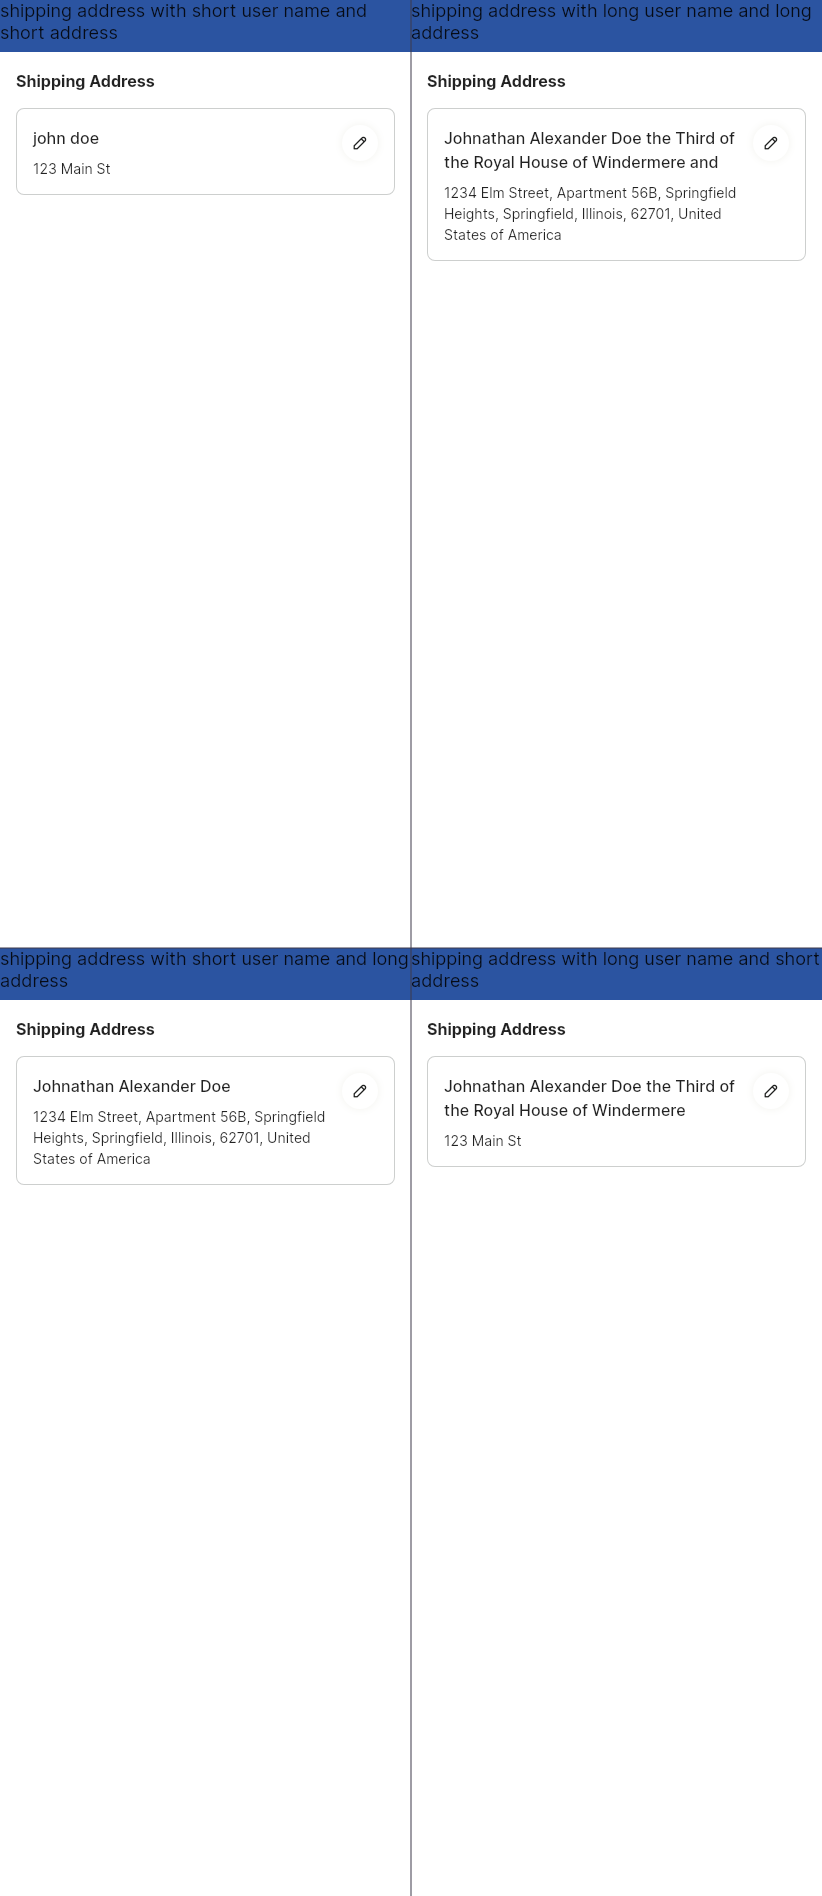 shipping address with short user name and
short address
Shipping Address
john doe
123 Main St
shipping address with long user name and long
address
Shipping Address
Johnathan Alexander Doe the Third of
the Royal House of Windermere and
1234 Elm Street, Apartment 56B, Springfield
Heights, Springfield, Illinois, 62701, United
States of America
shipping address with short user name and long
address
Shipping Address
Johnathan Alexander Doe
1234 Elm Street, Apartment 56B, Springfield
Heights, Springfield, Illinois, 62701, United
States of America
shipping address with long user name and short
address
Shipping Address
Johnathan Alexander Doe the Third of
the Royal House of Windermere
123 Main St